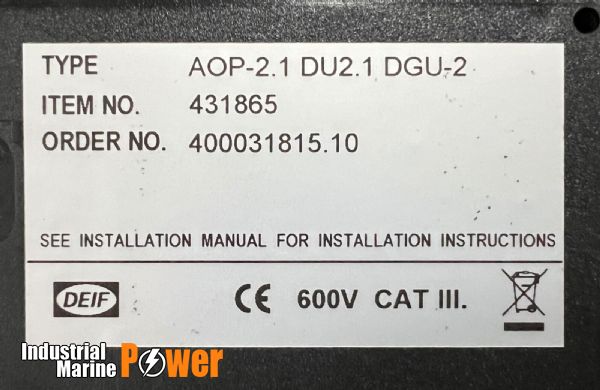 TYPE AOP-2.1 DU2.1 DGU-2
ITEM NO. 431865
ORDER NO. 400031815.10
SEE INSTALLATION MANUAL FOR INSTALLATION INSTRUCTIONS
DEIF CE 600V CAT III.
Industrial Marine Power